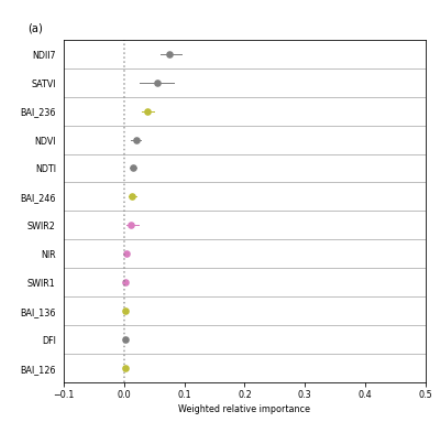 (a)
NDII7
SATVI
BAI_236
NDVI
NDTI
BAI_246
SWIR2
NIR
SWIR1
BAI_136
DFI
BAI_126
−0.1 0.0 0.1 0.2 0.3 0.4 0.5
Weighted relative importance